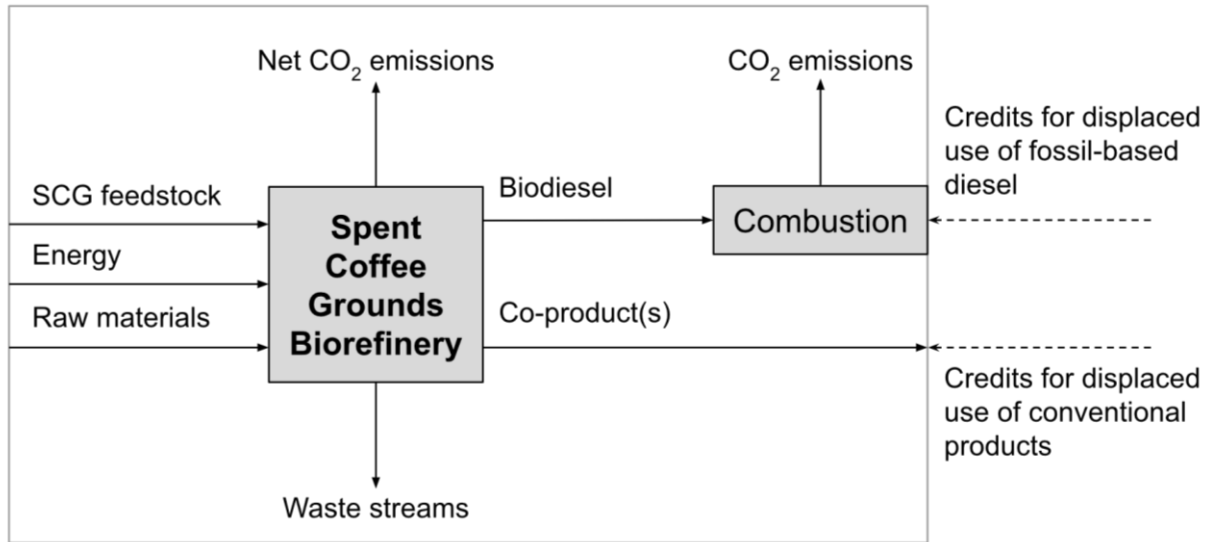 Net CO₂ emissions
CO₂ emissions
Credits for displaced
use of fossil-based
diesel
SCG feedstock
Energy
Raw materials
Spent
Coffee
Grounds
Biorefinery
Biodiesel
Combustion
Co-product(s)
Credits for displaced
use of conventional
products
Waste streams